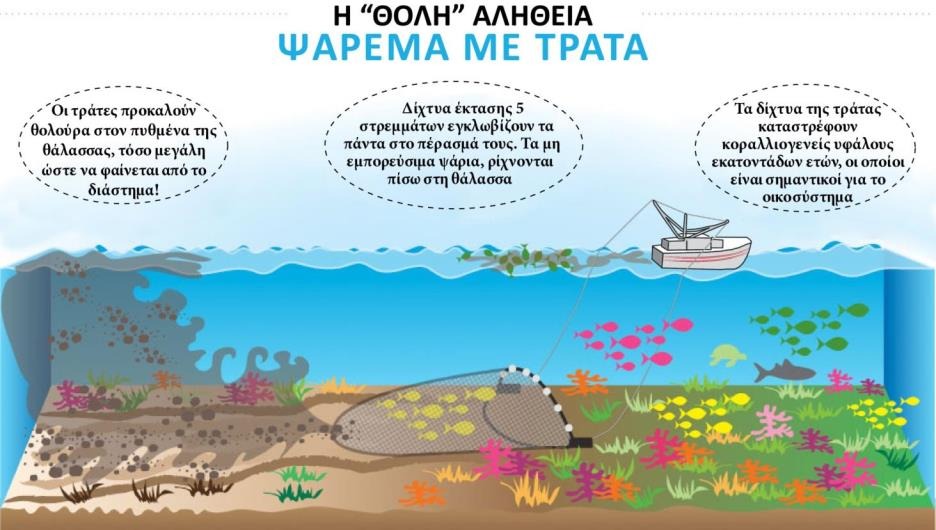 Η “ΘΟΛΗ” ΑΛΗΘΕΙΑ
ΨΑΡΕΜΑ ΜΕ ΤΡΑΤΑ
Οι τράτες προκαλούν
θολούρα στον πυθμένα της
θάλασσας, τόσο μεγάλη
ώστε να φαίνεται από το
διάστημα!
Δίχτυα έκτασης 5
στρεμμάτων εγκλωβίζουν τα
πάντα στο πέρασμά τους. Τα μη
εμπορεύσιμα ψάρια, ρίχνονται
πίσω στη θάλασσα
Τα δίχτυα της τράτας
καταστρέφουν
κοραλλιογενείς υφάλους
εκατοντάδων ετών, οι οποίοι
είναι σημαντικοί για το
οικοσύστημα